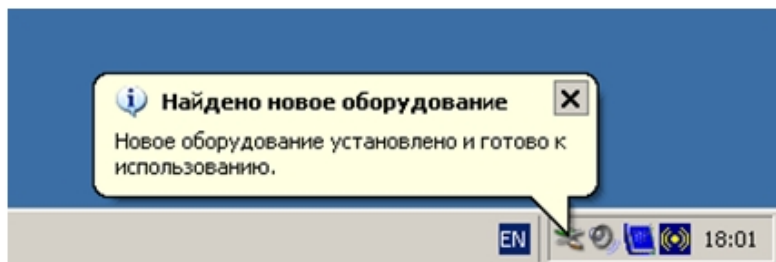 Найдено новое оборудование
Новое оборудование установлено и готово к
использованию.
EN 18:01